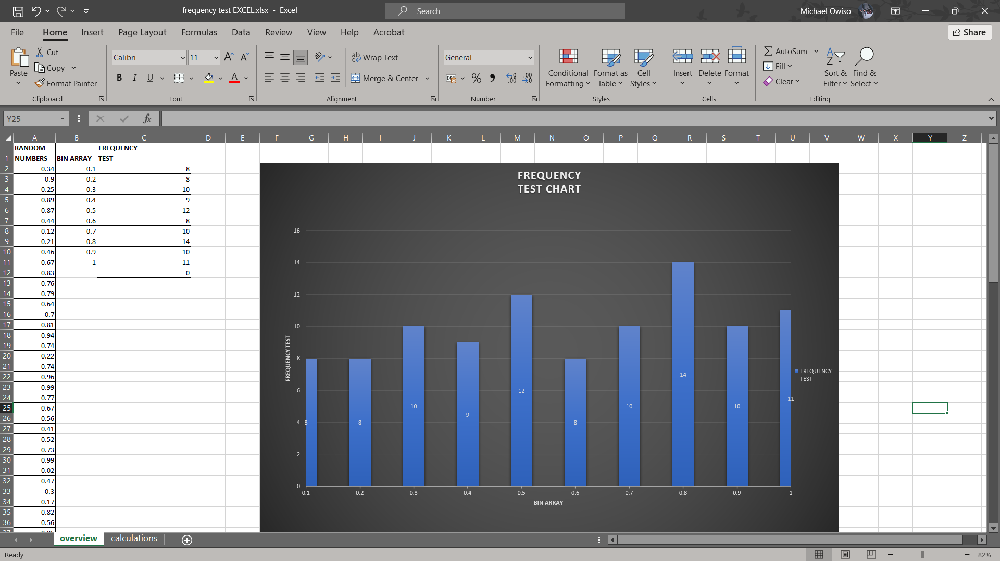 frequency test EXCEL.xlsx - Excel
Search
Michael Owiso
File Home Insert Page Layout Formulas Data Review View Help Acrobat
Share
Paste
Cut
Copy
Format Painter
Clipboard
Calibri 11
B I U
Font
Wrap Text
Merge & Center
Alignment
General
Number
Conditional Formatting
Format as Table
Cell Styles
Styles
Insert
Delete
Format
Cells
AutoSum
Fill
Clear
Sort & Filter
Find & Select
Editing
Y25
fx
A B C D E F G H I J K L M N O P Q R S T U V W X Y Z
1 RANDOM NUMBERS BIN ARRAY FREQUENCY TEST
2 0.34 0.1 8
3 0.9 0.2 8
4 0.25 0.3 10
5 0.89 0.4 9
6 0.87 0.5 12
7 0.44 0.6 8
8 0.12 0.7 10
9 0.21 0.8 14
10 0.46 0.9 10
11 0.67 1 11
12 0.83 0
13 0.76
14 0.79
15 0.64
16 0.7
17 0.81
18 0.94
19 0.74
20 0.22
21 0.74
22 0.96
23 0.99
24 0.77
25 0.67
26 0.56
27 0.41
28 0.52
29 0.73
30 0.99
31 0.02
32 0.47
33 0.3
34 0.17
35 0.82
36 0.56
FREQUENCY
TEST CHART
16
14
12
10
8
6
4
2
0
FREQUENCY TEST
8 8 10 9 12 8 10 14 10 11
0.1 0.2 0.3 0.4 0.5 0.6 0.7 0.8 0.9 1
BIN ARRAY
FREQUENCY
TEST
overview calculations
Ready
82%